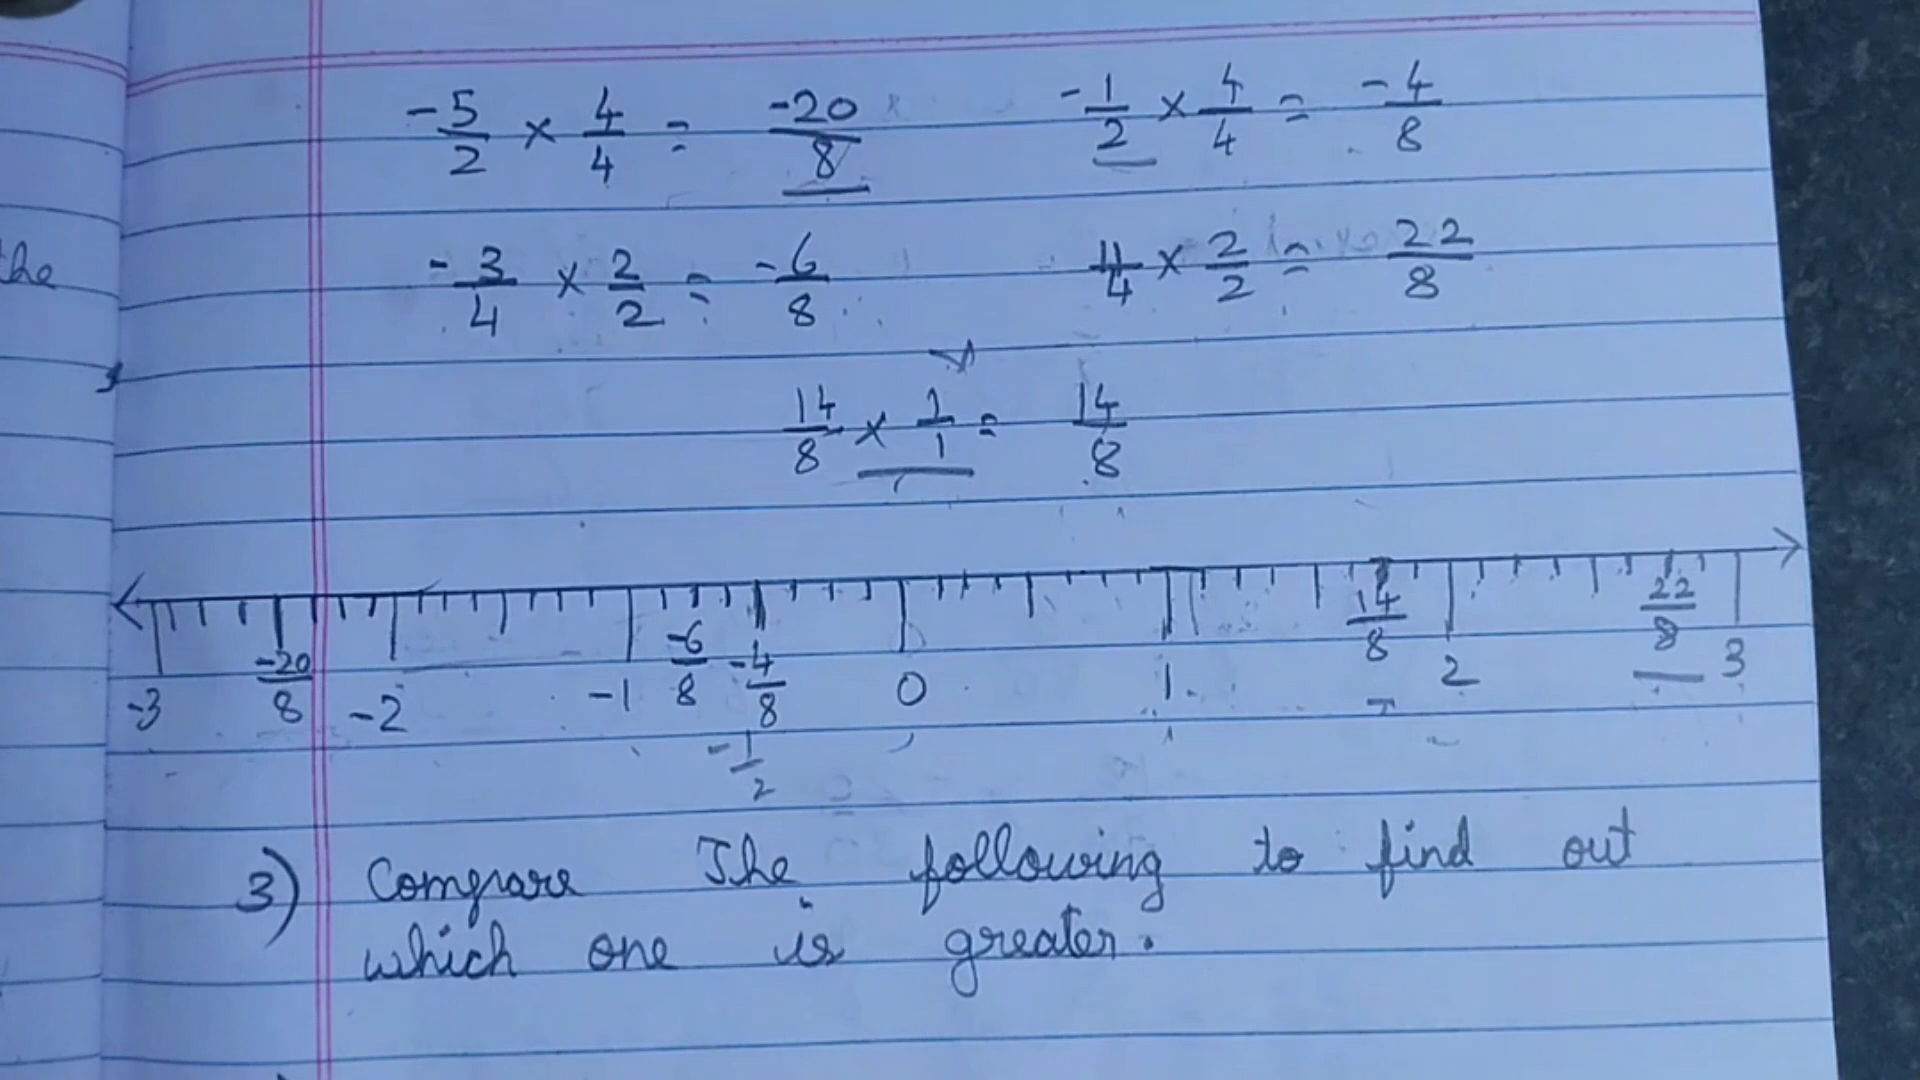 -5/2 × 4/4 = -20/8    -1/2 × 4/4 = -4/8
the
-3/4 × 2/2 = -6/8    11/4 × 2/2 = 22/8
14/8 × 1/1 = 14/8
-3 -20/8 -2 -1 -6/8 -4/8 0 1 14/8 2 22/8 3
-1/2
3) Compare The following to find out
which one is greater.